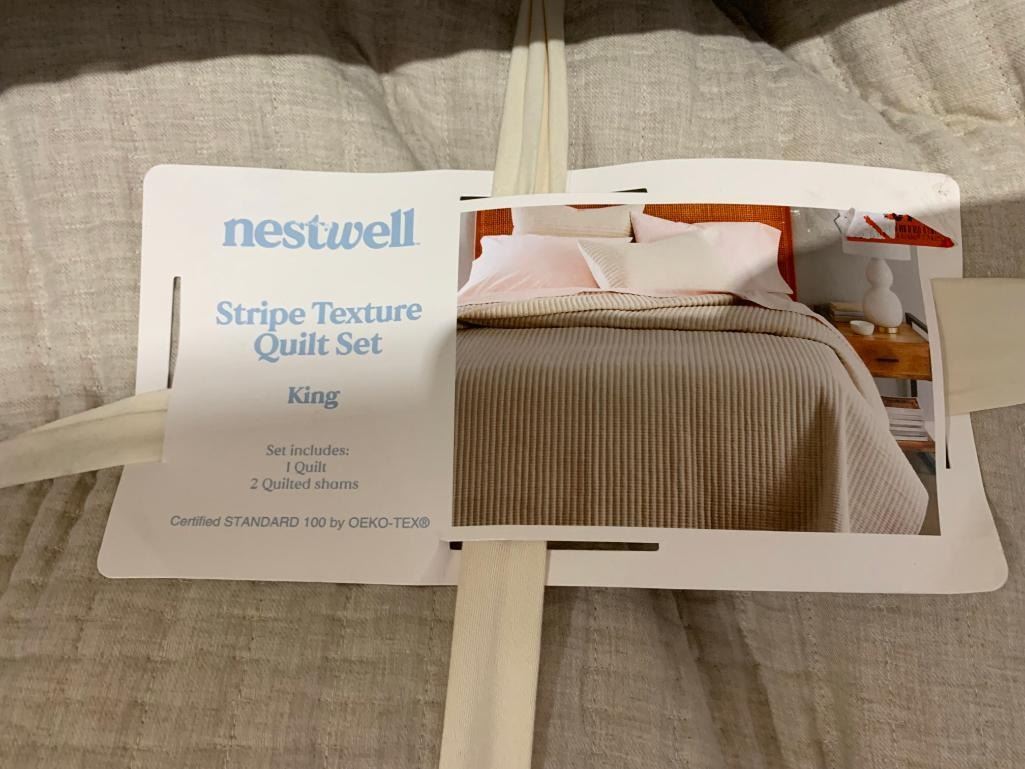 nestwell
Stripe Texture
Quilt Set
King
Set includes:
1 Quilt
2 Quilted shams
Certified STANDARD 100 by OEKO-TEX®